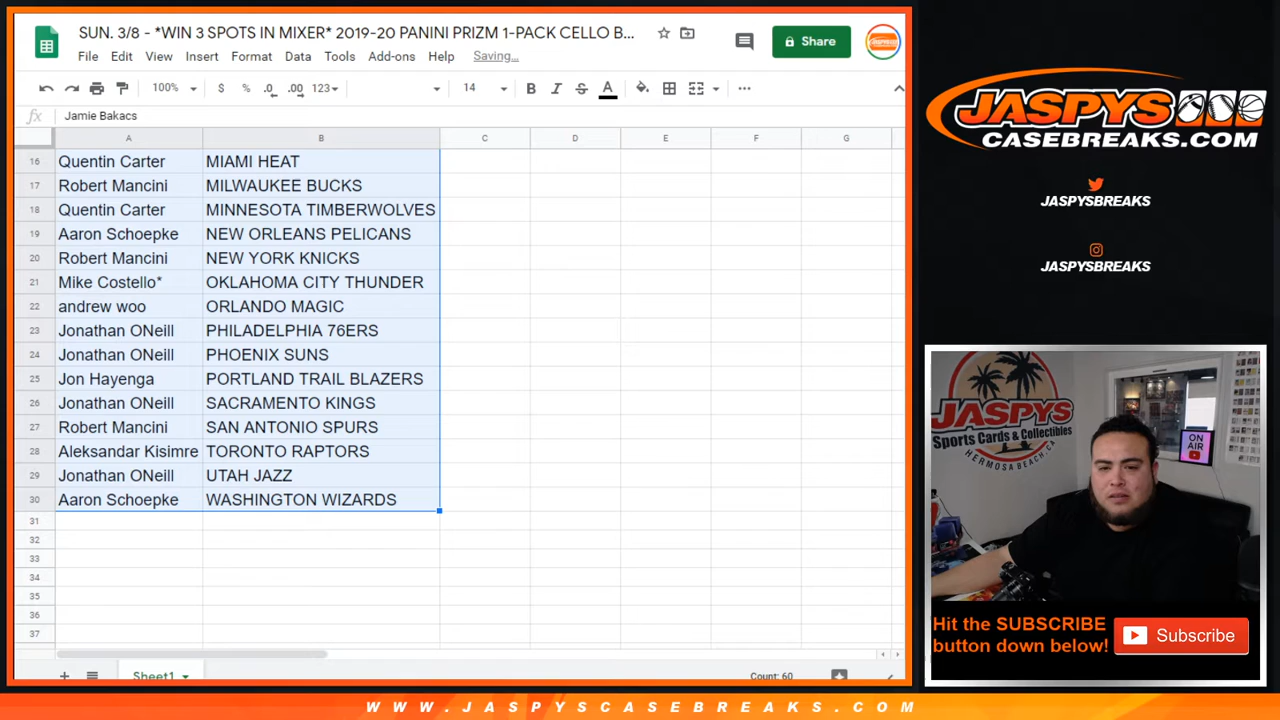 SUN. 3/8 - *WIN 3 SPOTS IN MIXER* 2019-20 PANINI PRIZM 1-PACK CELLO B...
File Edit View Insert Format Data Tools Add-ons Help Saving...
Share
100% $ % .0 .00 123 14 B I S A
fx Jamie Bakacs
A B C D E F G
16 Quentin Carter MIAMI HEAT
17 Robert Mancini MILWAUKEE BUCKS
18 Quentin Carter MINNESOTA TIMBERWOLVES
19 Aaron Schoepke NEW ORLEANS PELICANS
20 Robert Mancini NEW YORK KNICKS
21 Mike Costello* OKLAHOMA CITY THUNDER
22 andrew woo ORLANDO MAGIC
23 Jonathan ONeill PHILADELPHIA 76ERS
24 Jonathan ONeill PHOENIX SUNS
25 Jon Hayenga PORTLAND TRAIL BLAZERS
26 Jonathan ONeill SACRAMENTO KINGS
27 Robert Mancini SAN ANTONIO SPURS
28 Aleksandar Kisimre TORONTO RAPTORS
29 Jonathan ONeill UTAH JAZZ
30 Aaron Schoepke WASHINGTON WIZARDS
31
32
33
34
35
36
37
Sheet1 Count: 60
JASPYS
CASEBREAKS.COM
JASPYSBREAKS
JASPYSBREAKS
JASPYS
Sports Cards & Collectibles
HERMOSA BEACH, CA
ON AIR
Hit the SUBSCRIBE
button down below!
Subscribe
WWW.JASPYSCASEBREAKS.COM